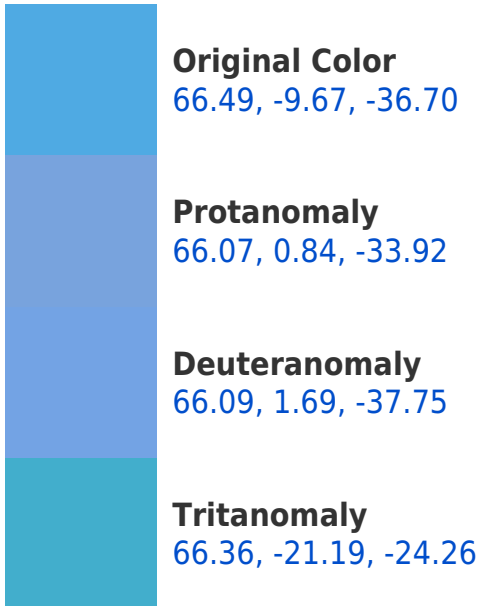 Original Color
66.49, -9.67, -36.70
Protanomaly
66.07, 0.84, -33.92
Deuteranomaly
66.09, 1.69, -37.75
Tritanomaly
66.36, -21.19, -24.26